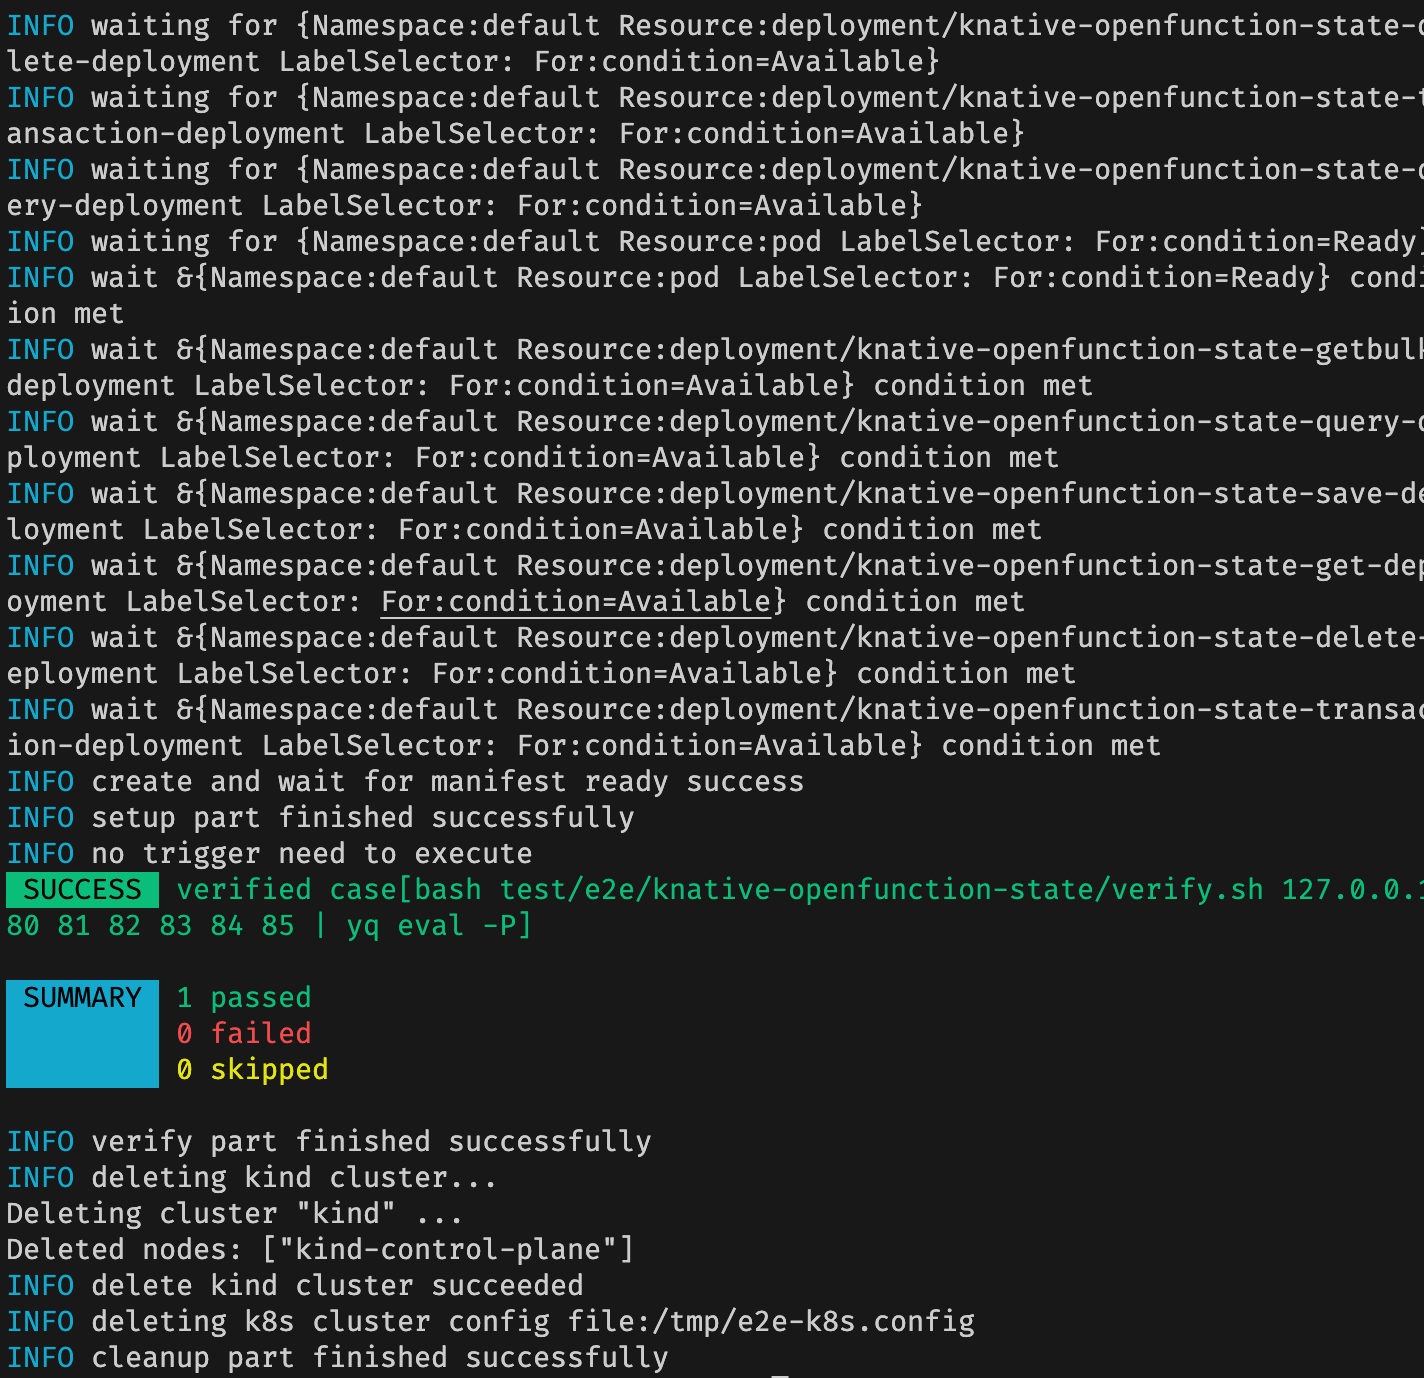 INFO waiting for {Namespace:default Resource:deployment/knative-openfunction-state-
lete-deployment LabelSelector: For:condition=Available}
INFO waiting for {Namespace:default Resource:deployment/knative-openfunction-state-
ansaction-deployment LabelSelector: For:condition=Available}
INFO waiting for {Namespace:default Resource:deployment/knative-openfunction-state-
ery-deployment LabelSelector: For:condition=Available}
INFO waiting for {Namespace:default Resource:pod LabelSelector: For:condition=Ready}
INFO wait &{Namespace:default Resource:pod LabelSelector: For:condition=Ready} condi
ion met
INFO wait &{Namespace:default Resource:deployment/knative-openfunction-state-getbulk
deployment LabelSelector: For:condition=Available} condition met
INFO wait &{Namespace:default Resource:deployment/knative-openfunction-state-query-d
ployment LabelSelector: For:condition=Available} condition met
INFO wait &{Namespace:default Resource:deployment/knative-openfunction-state-save-de
loyment LabelSelector: For:condition=Available} condition met
INFO wait &{Namespace:default Resource:deployment/knative-openfunction-state-get-dep
oyment LabelSelector: For:condition=Available} condition met
INFO wait &{Namespace:default Resource:deployment/knative-openfunction-state-delete-
eployment LabelSelector: For:condition=Available} condition met
INFO wait &{Namespace:default Resource:deployment/knative-openfunction-state-transac
ion-deployment LabelSelector: For:condition=Available} condition met
INFO create and wait for manifest ready success
INFO setup part finished successfully
INFO no trigger need to execute
SUCCESS verified case[bash test/e2e/knative-openfunction-state/verify.sh 127.0.0.1
80 81 82 83 84 85 | yq eval -P]
SUMMARY 1 passed
0 failed
0 skipped
INFO verify part finished successfully
INFO deleting kind cluster...
Deleting cluster "kind" ...
Deleted nodes: ["kind-control-plane"]
INFO delete kind cluster succeeded
INFO deleting k8s cluster config file:/tmp/e2e-k8s.config
INFO cleanup part finished successfully